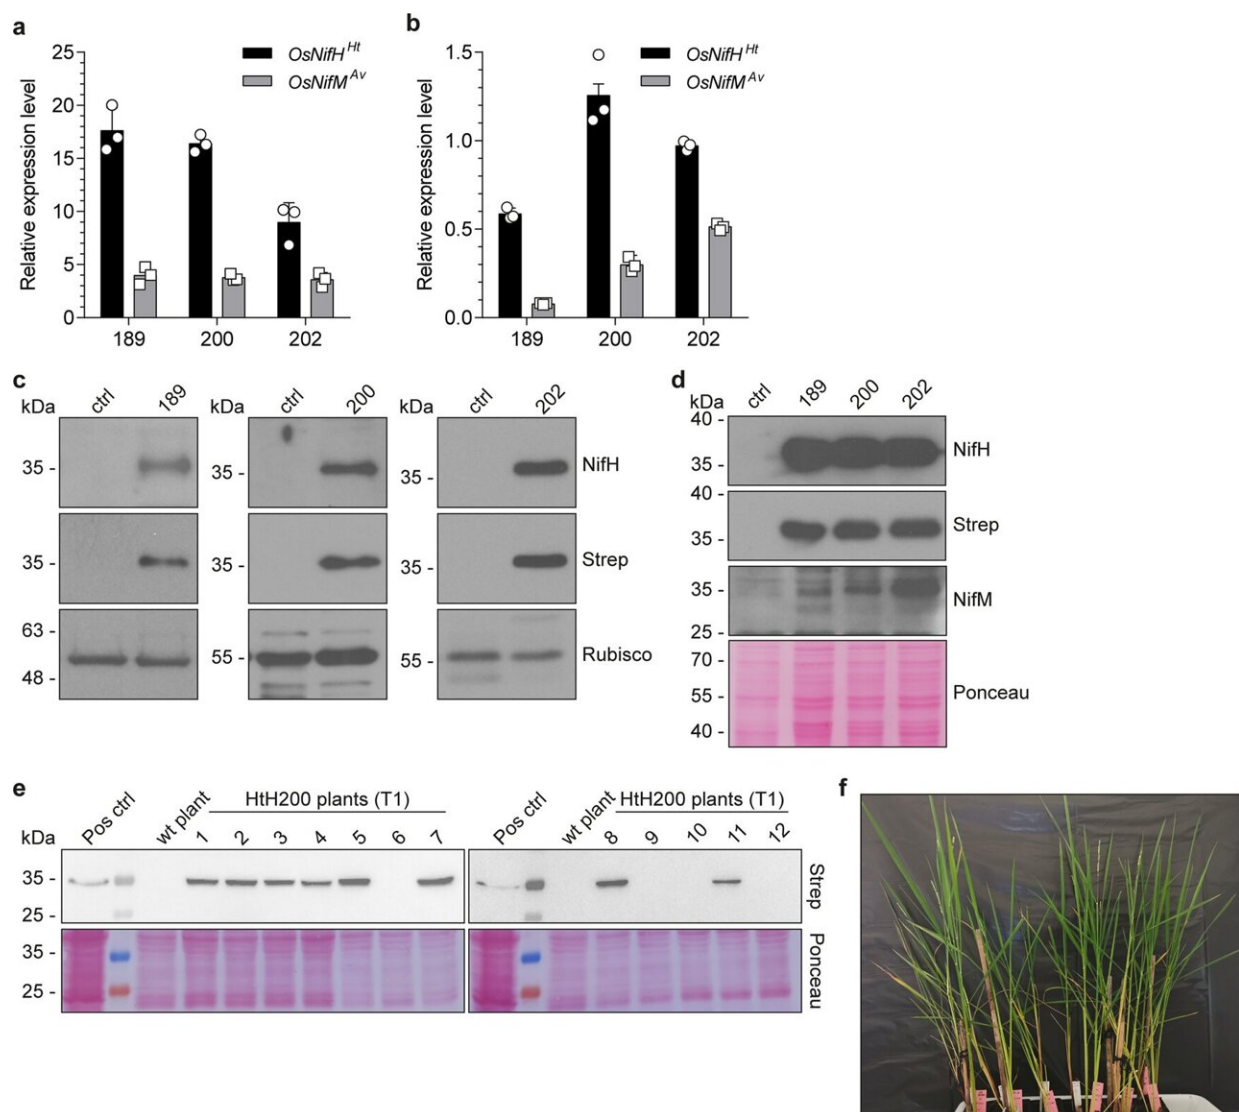 a
Relative expression level
25
20
15
10
5
0
OsNifH^Ht
OsNifM^Av
189 200 202
b
Relative expression level
1.5
1.0
0.5
0.0
OsNifH^Ht
OsNifM^Av
189 200 202
c
kDa ctrl 189 kDa ctrl 200 kDa ctrl 202
35 - 35 - 35 - NifH
35 - 35 - 35 - Strep
63 - 55 - 55 - Rubisco
48 -
d
kDa ctrl 189 200 202
40 -
35 - NifH
40 -
35 - Strep
35 - NifM
25 -
70 -
55 - Ponceau
40 -
e
HtH200 plants (T1) HtH200 plants (T1)
kDa Pos ctrl wt plant 1 2 3 4 5 6 7 Pos ctrl wt plant 8 9 10 11 12
35 - Strep
25 -
35 - Ponceau
25 -
f